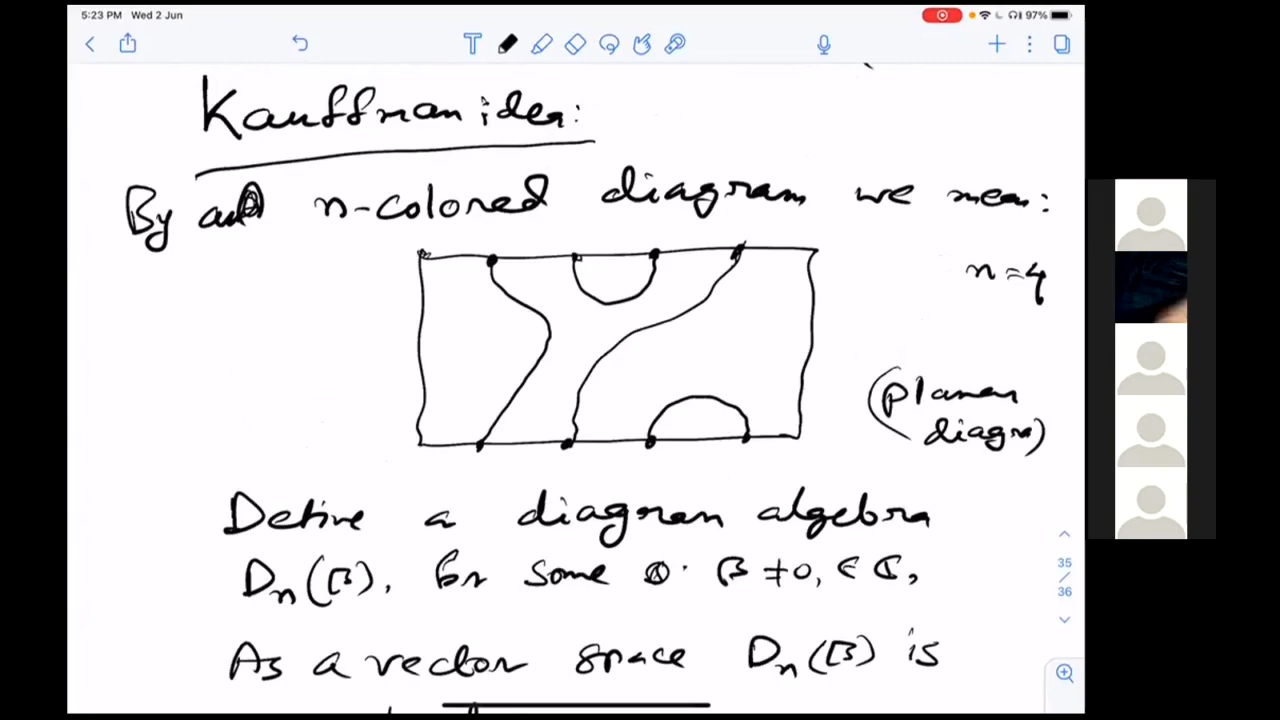 5:23 PM Wed 2 Jun
97%
Kauffman idea:
By an n-colored diagram we mean:
n=4
(planar
diagm)
Define a diagram algebra
Dn(β), for some β ≠ 0, ∈ ℂ,
As a vector space Dn(β) is
35
/
36